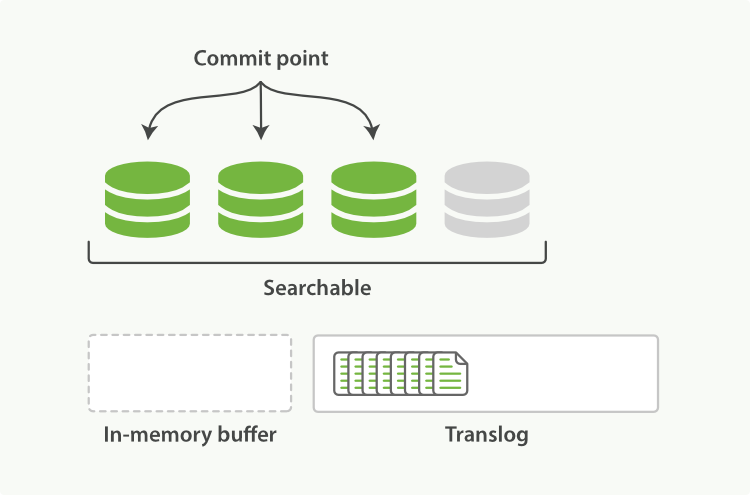 Commit point
Searchable
In-memory buffer
Translog